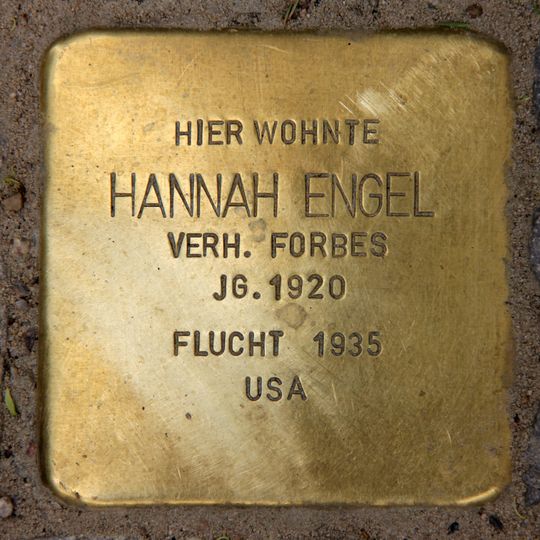 HIER WOHNTE
HANNAH ENGEL
VERH. FORBES
JG. 1920
FLUCHT 1935
USA